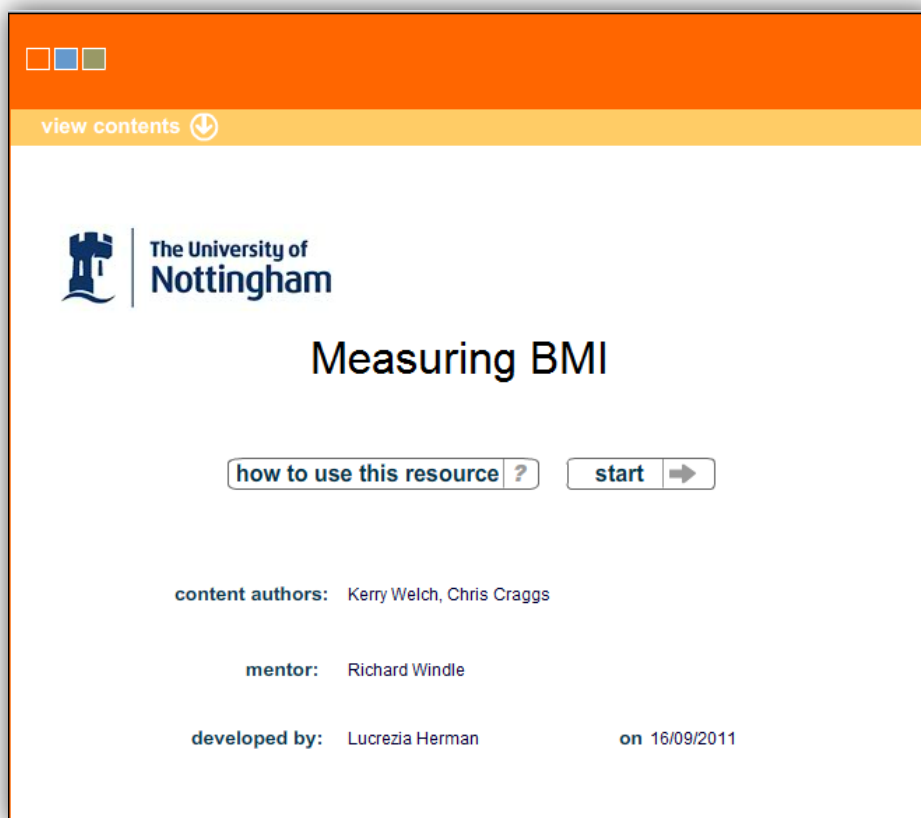 view contents
The University of
Nottingham
Measuring BMI
how to use this resource ? start
content authors: Kerry Welch, Chris Craggs
mentor: Richard Windle
developed by: Lucrezia Herman on 16/09/2011